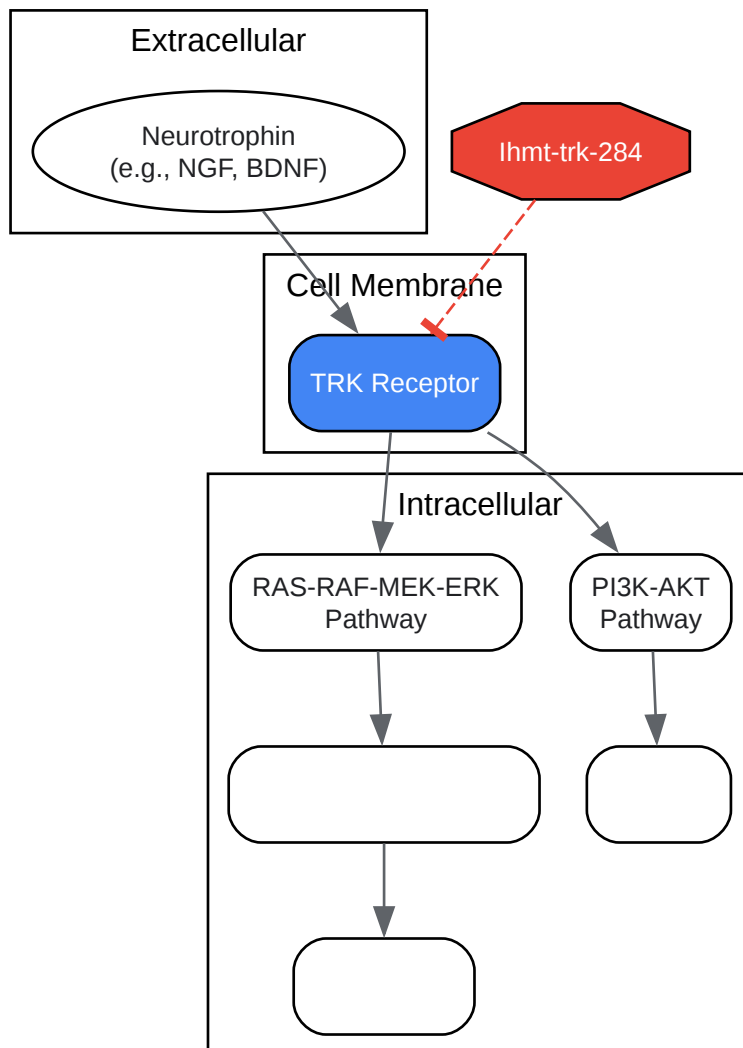 Extracellular
Neurotrophin
(e.g., NGF, BDNF)
Ihmt-trk-284
Cell Membrane
TRK Receptor
Intracellular
RAS-RAF-MEK-ERK
Pathway
PI3K-AKT
Pathway